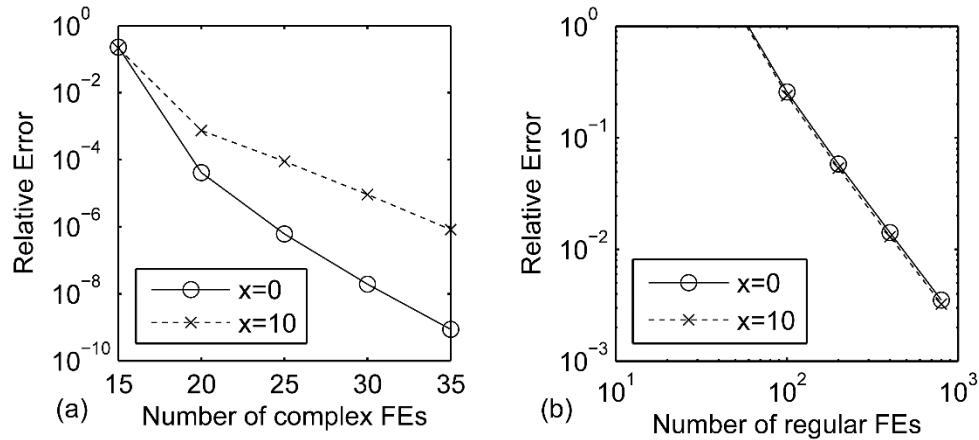 10^0
10^−2
10^−4
10^−6
10^−8
10^−10
Relative Error
x=0
x=10
15 20 25 30 35
(a) Number of complex FEs
10^0
10^−1
10^−2
10^−3
Relative Error
x=0
x=10
10^1 10^2 10^3
(b) Number of regular FEs